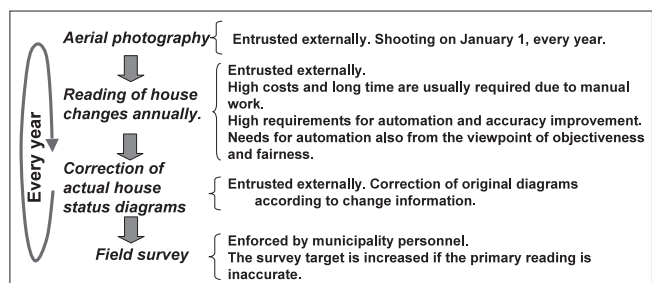 Aerial photography
Entrusted externally. Shooting on January 1, every year.
Reading of house
changes annually.
Entrusted externally.
High costs and long time are usually required due to manual
work.
High requirements for automation and accuracy improvement.
Needs for automation also from the viewpoint of objectiveness
and fairness.
Every year
Correction of
actual house
status diagrams
Entrusted externally. Correction of original diagrams
according to change information.
Field survey
Enforced by municipality personnel.
The survey target is increased if the primary reading is
inaccurate.